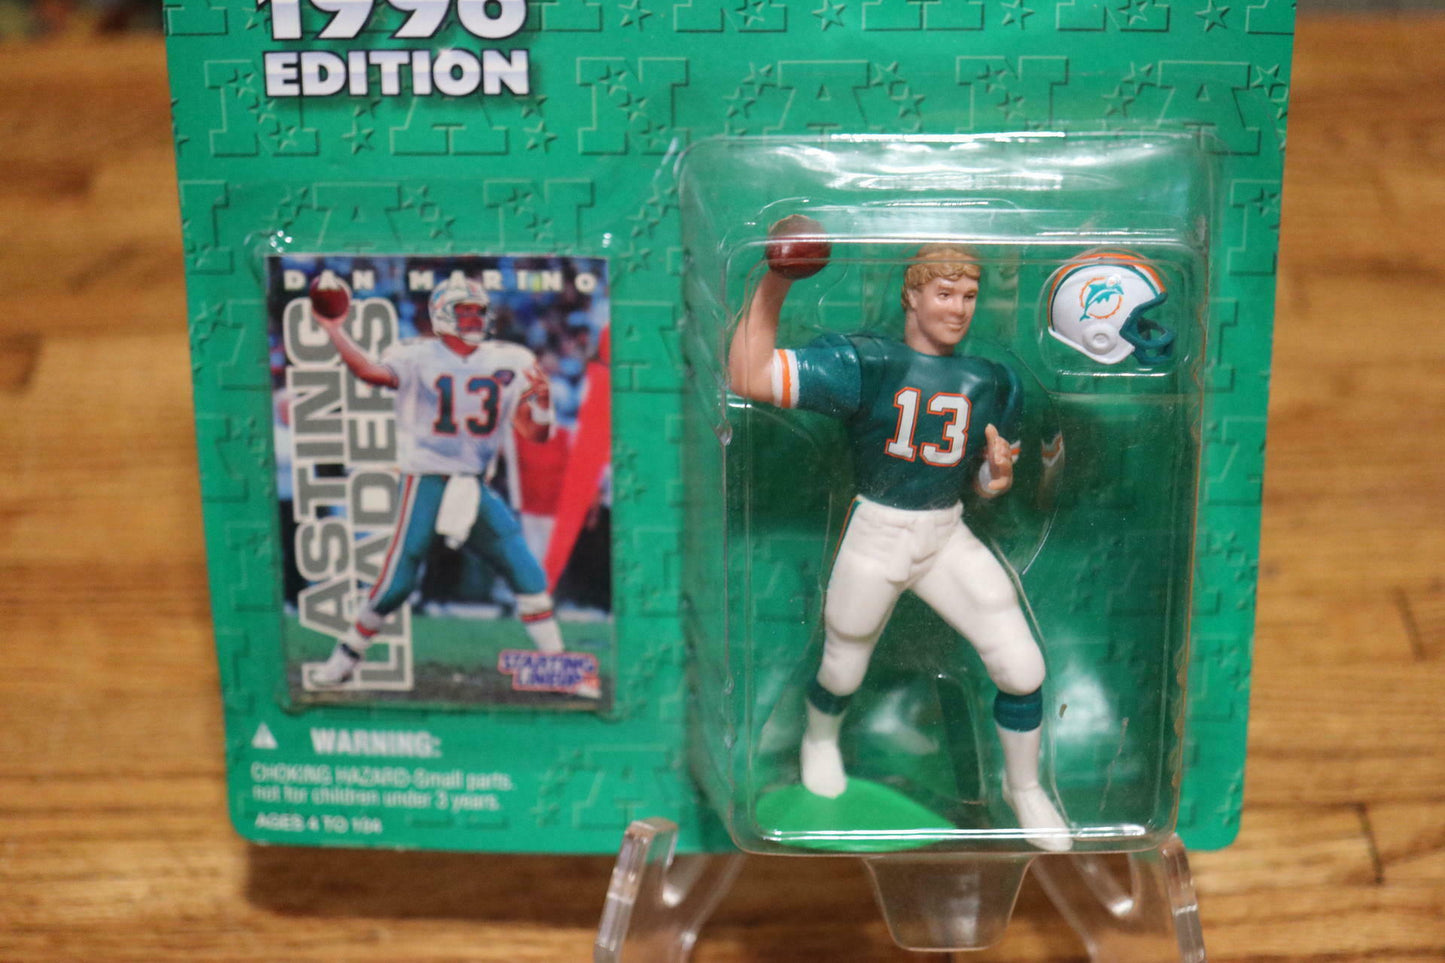 1996
EDITION
DAN MARINO
LASTING
LEADERS
13
STARTING
LINEUP
13
WARNING:
CHOKING HAZARD-Small parts.
not for children under 3 years.
AGES 4 TO 104